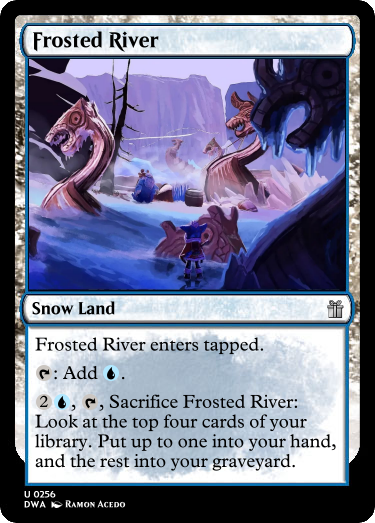 Frosted River
Snow Land
Frosted River enters tapped.
: Add .
2 , , Sacrifice Frosted River:
Look at the top four cards of your
library. Put up to one into your hand,
and the rest into your graveyard.
U 0256
DWA Ramon Acedo